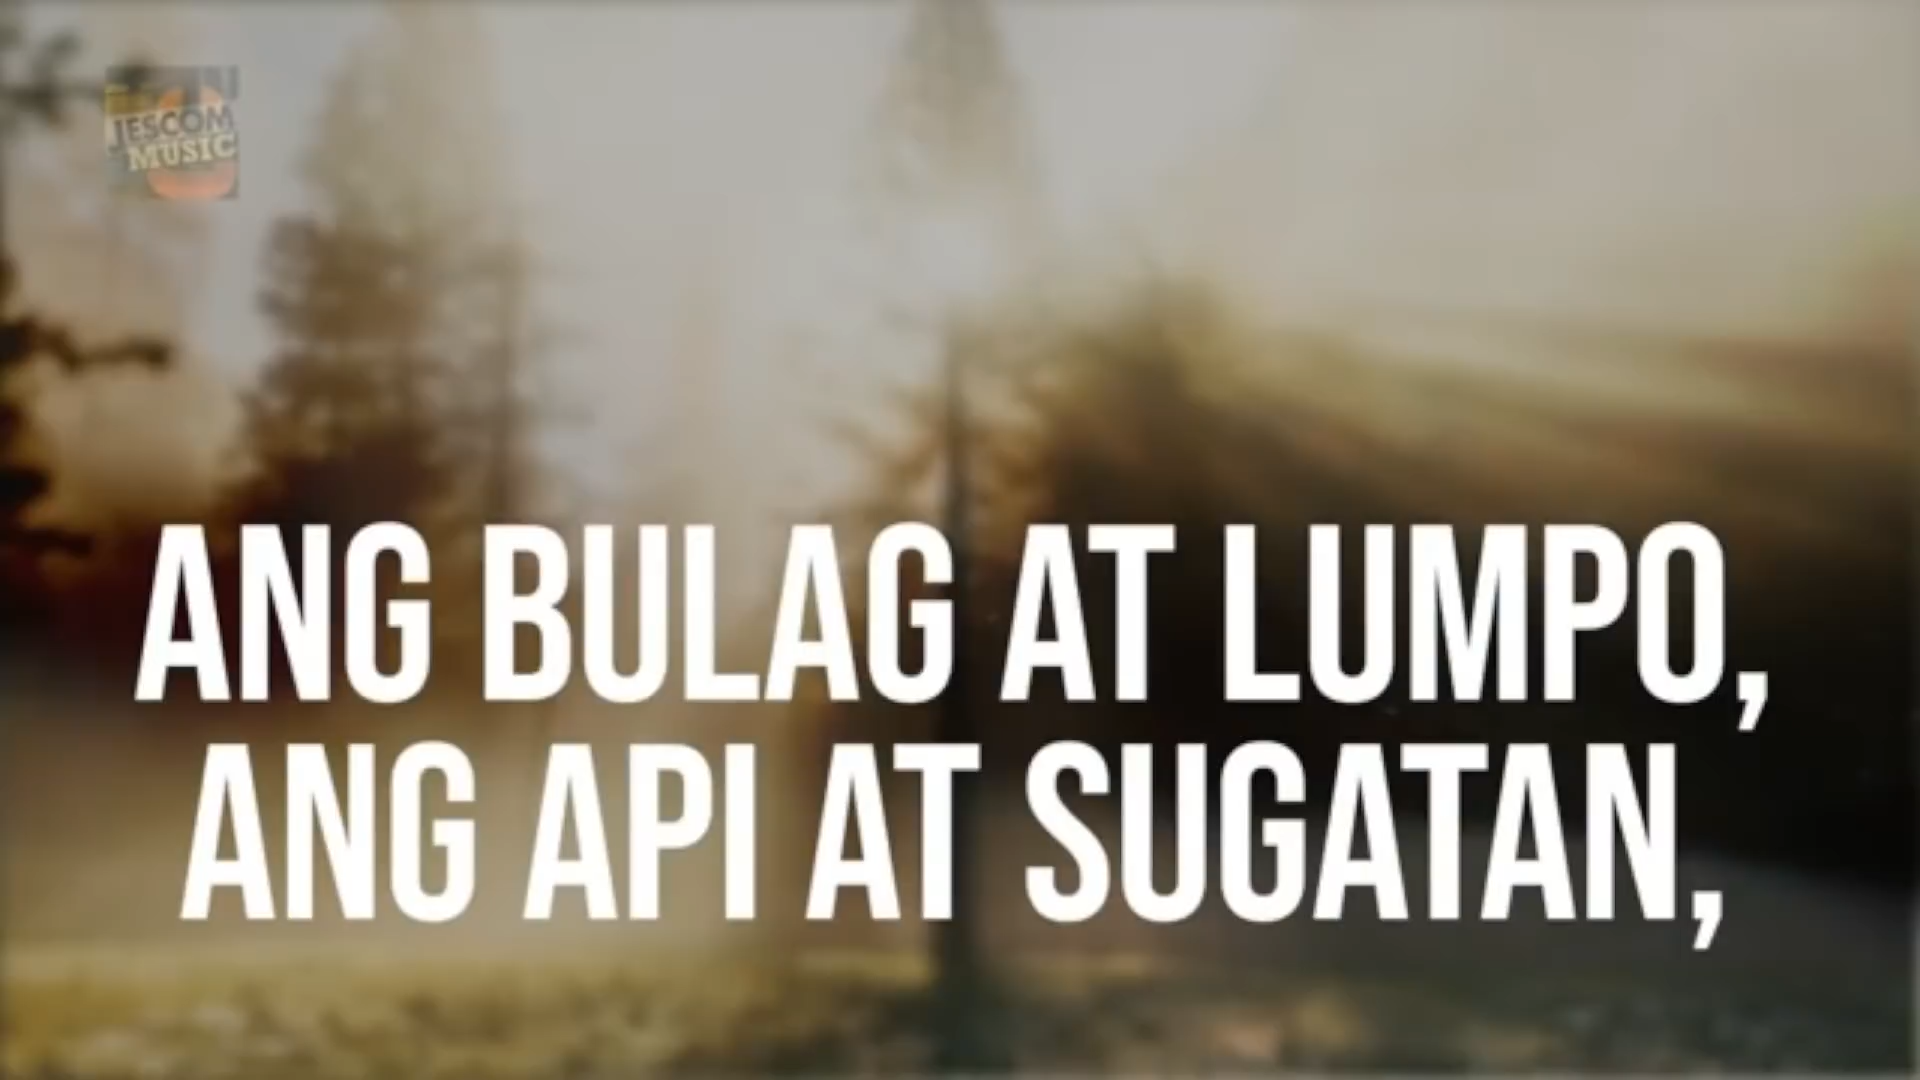 JESCOM
MUSIC
ANG BULAG AT LUMPO,
ANG API AT SUGATAN,